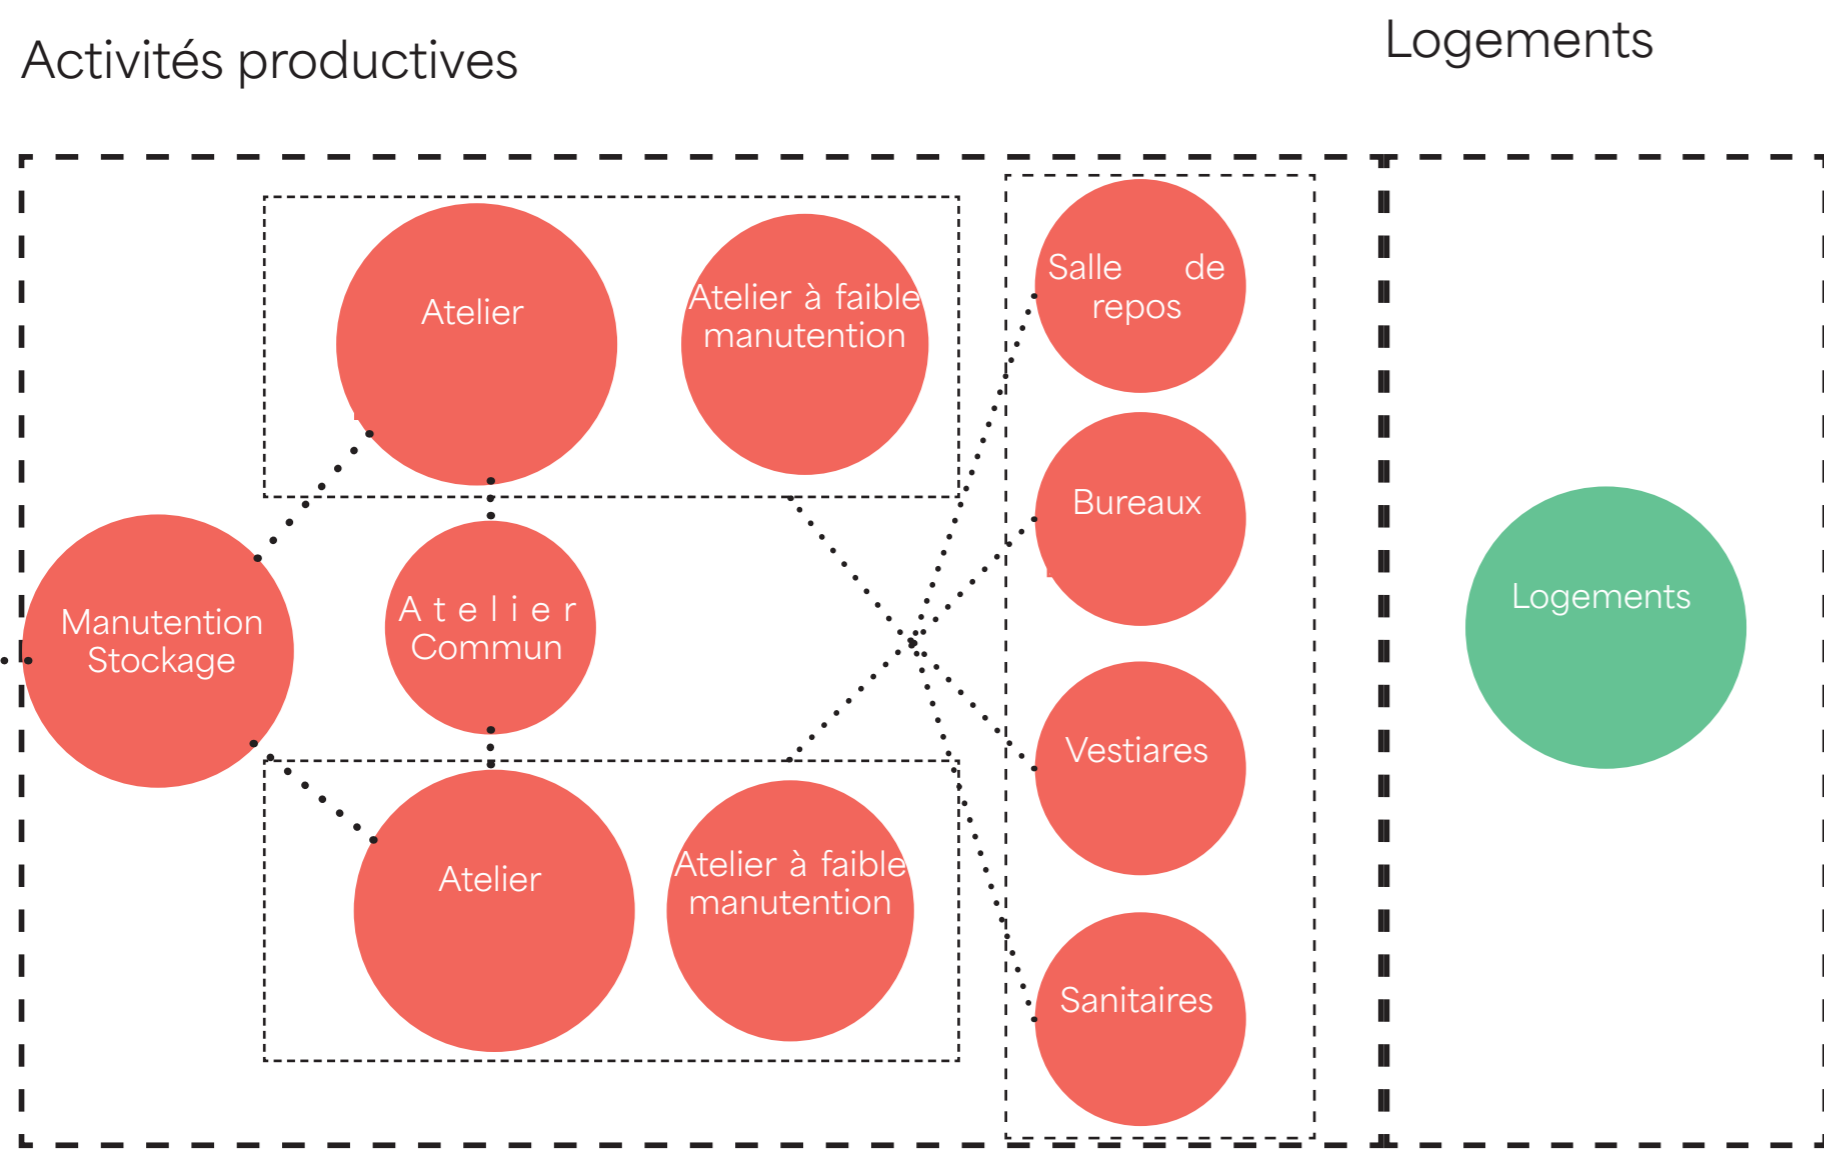 Activités productives
Logements
Atelier
Atelier à faible
manutention
Salle de
repos
Bureaux
Manutention
Stockage
Atelier
Commun
Logements
Vestiares
Atelier
Atelier à faible
manutention
Sanitaires